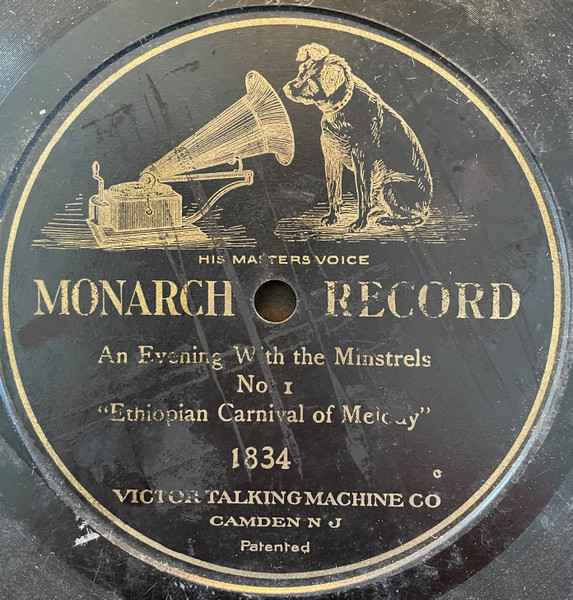 HIS MASTERS VOICE
MONARCH RECORD
An Evening With the Minstrels
No 1
"Ethiopian Carnival of Melody"
1834
C
VICTOR TALKING MACHINE CO
CAMDEN N J
Patented